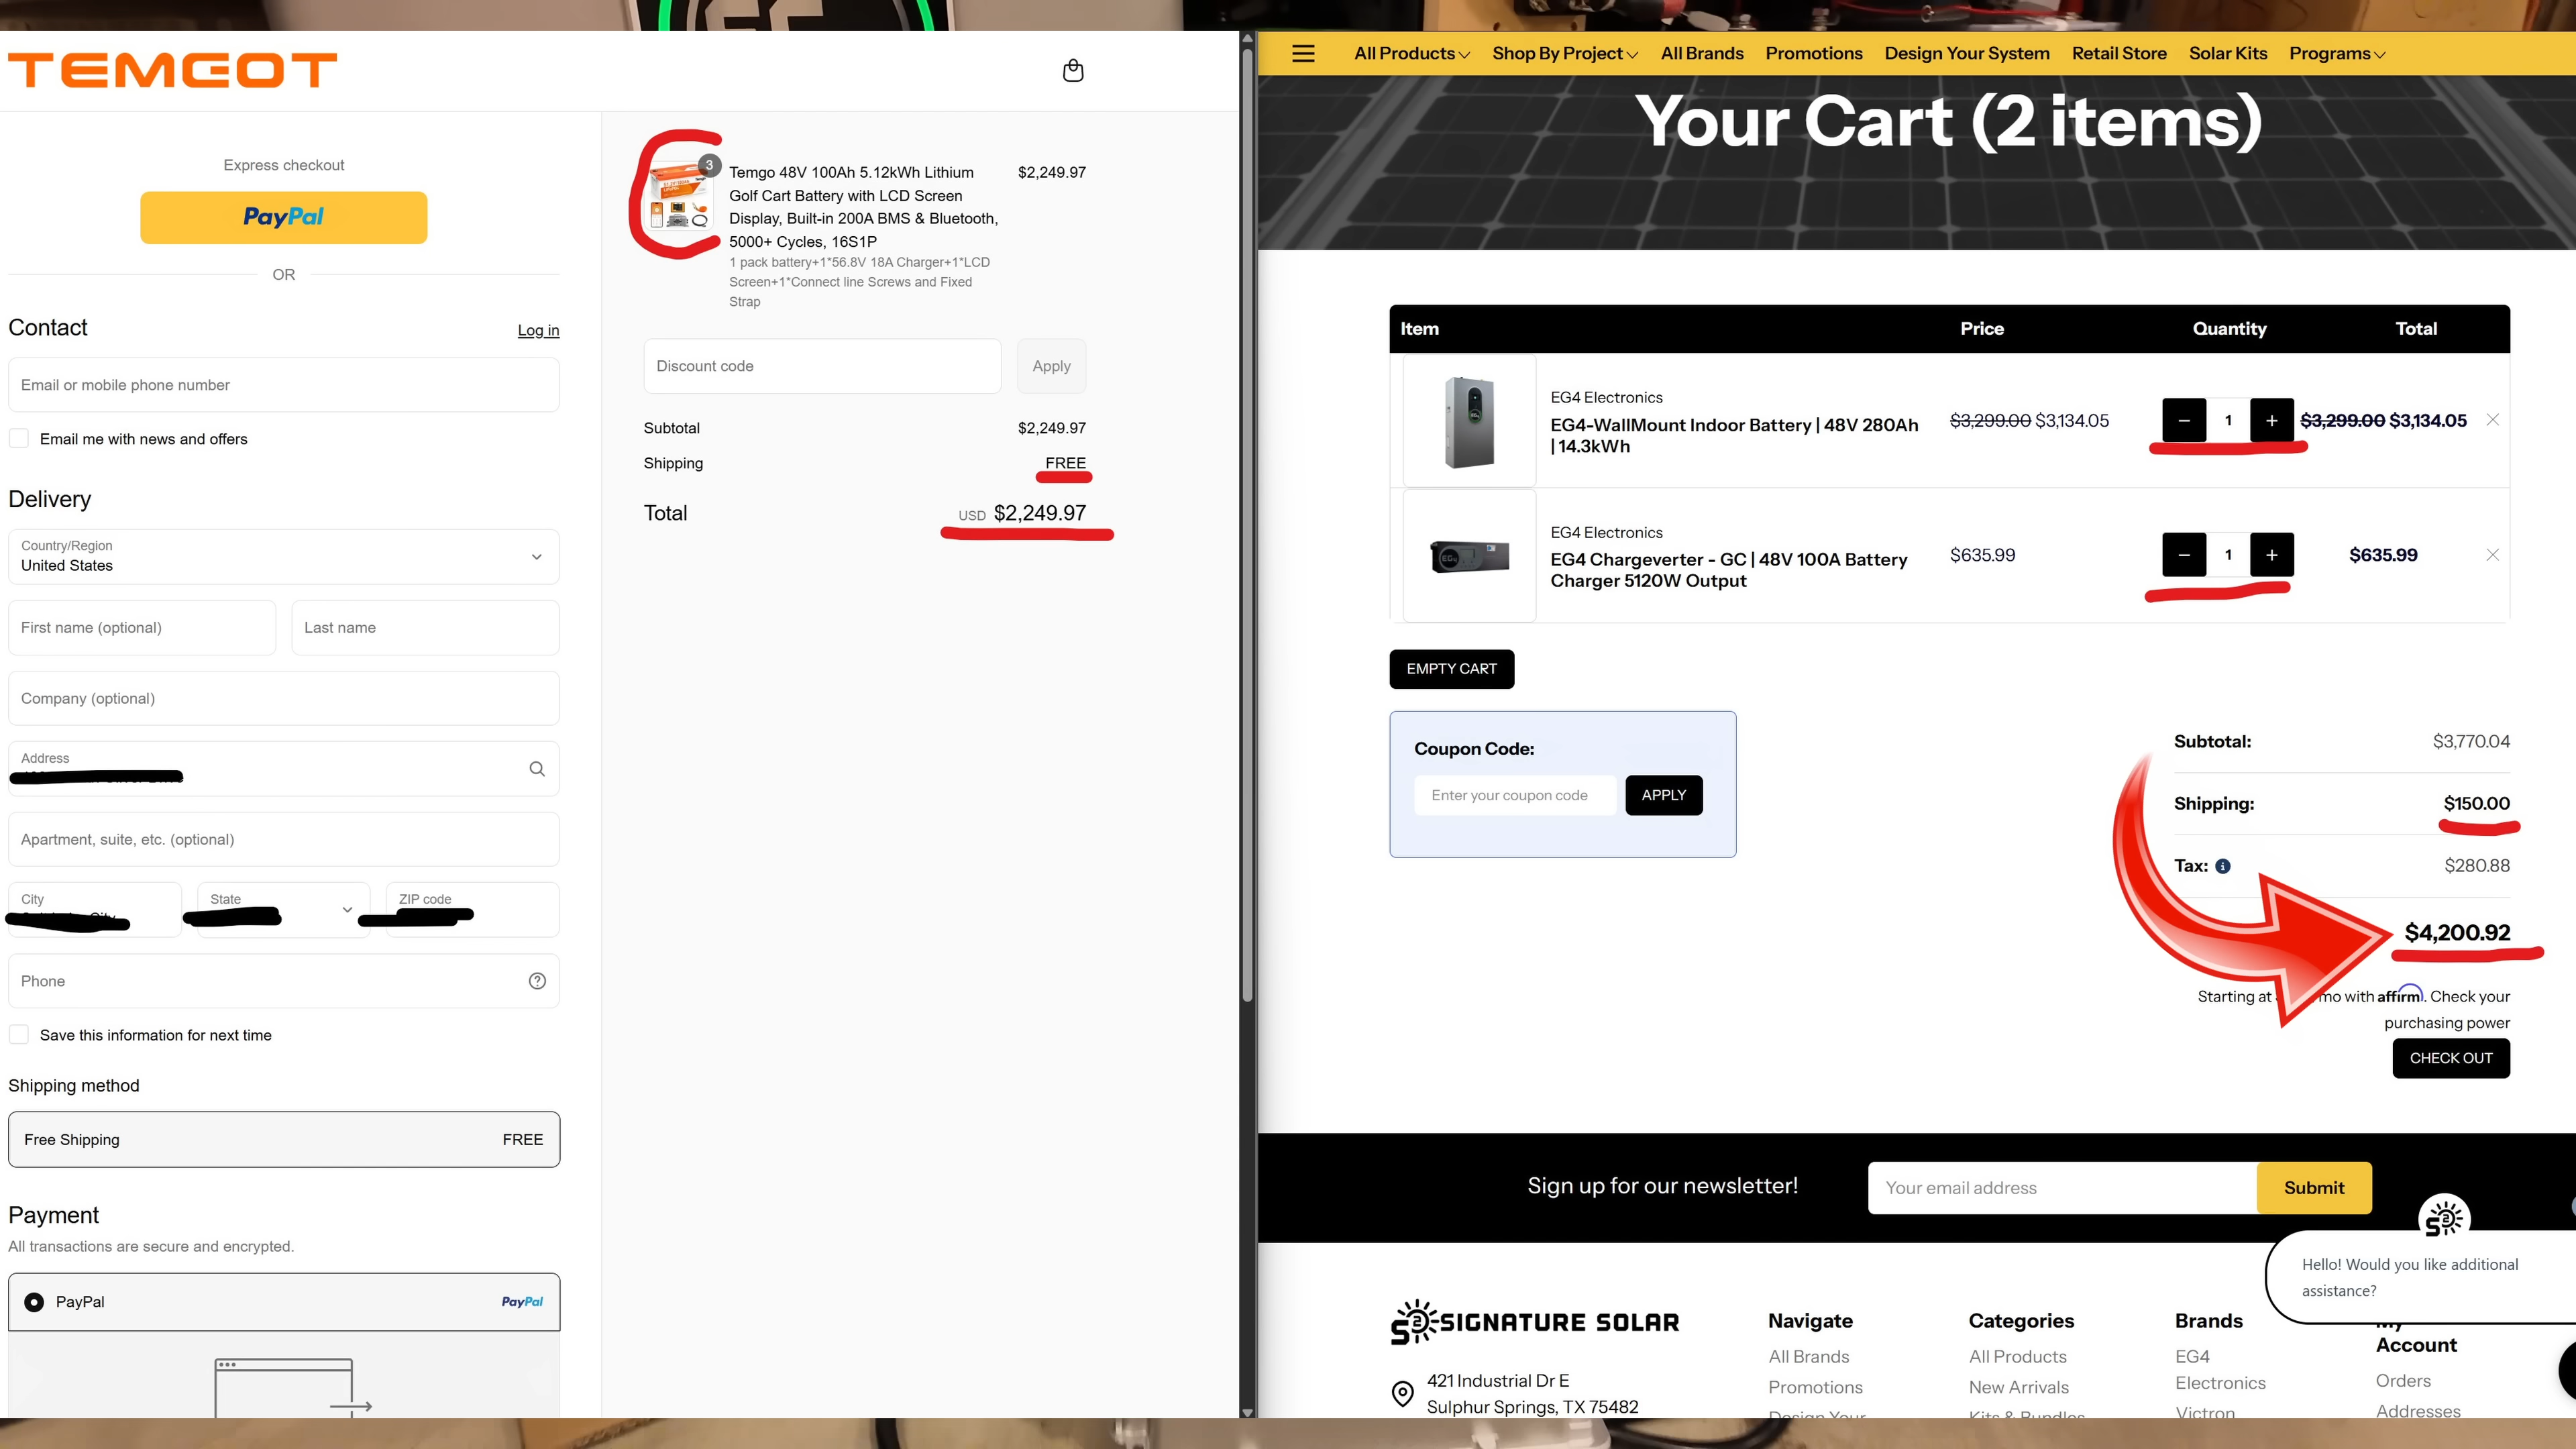 TEMGOT
Express checkout
PayPal
OR
Contact
Log in
Email or mobile phone number
Email me with news and offers
Delivery
Country/Region
United States
First name (optional)
Last name
Company (optional)
Address
Apartment, suite, etc. (optional)
City
State
ZIP code
Phone
Save this information for next time
Shipping method
Free Shipping
FREE
Payment
All transactions are secure and encrypted.
PayPal
PayPal
3
Temgo 48V 100Ah 5.12kWh Lithium
$2,249.97
Golf Cart Battery with LCD Screen
Display, Built-in 200A BMS & Bluetooth,
5000+ Cycles, 16S1P
1 pack battery+1*56.8V 18A Charger+1*LCD
Screen+1*Connect line Screws and Fixed
Strap
Discount code
Apply
Subtotal
$2,249.97
Shipping
FREE
Total
USD $2,249.97
All Products
Shop By Project
All Brands
Promotions
Design Your System
Retail Store
Solar Kits
Programs
Your Cart (2 items)
Item
Price
Quantity
Total
EG4 Electronics
EG4-WallMount Indoor Battery | 48V 280Ah
| 14.3kWh
$3,299.00 $3,134.05
− 1 +
$3,299.00 $3,134.05
EG4 Electronics
EG4 Chargeverter - GC | 48V 100A Battery
Charger 5120W Output
$635.99
− 1 +
$635.99
EMPTY CART
Coupon Code:
Enter your coupon code
APPLY
Subtotal:
$3,770.04
Shipping:
$150.00
Tax:
$280.88
$4,200.92
Starting at mo with affirm. Check your
purchasing power
CHECK OUT
Sign up for our newsletter!
Your email address
Submit
Hello! Would you like additional
assistance?
SIGNATURE SOLAR
421 Industrial Dr E
Sulphur Springs, TX 75482
Navigate
All Brands
Promotions
Design Your
Categories
All Products
New Arrivals
Kits & Bundles
Brands
EG4
Electronics
Victron
My
Account
Orders
Addresses